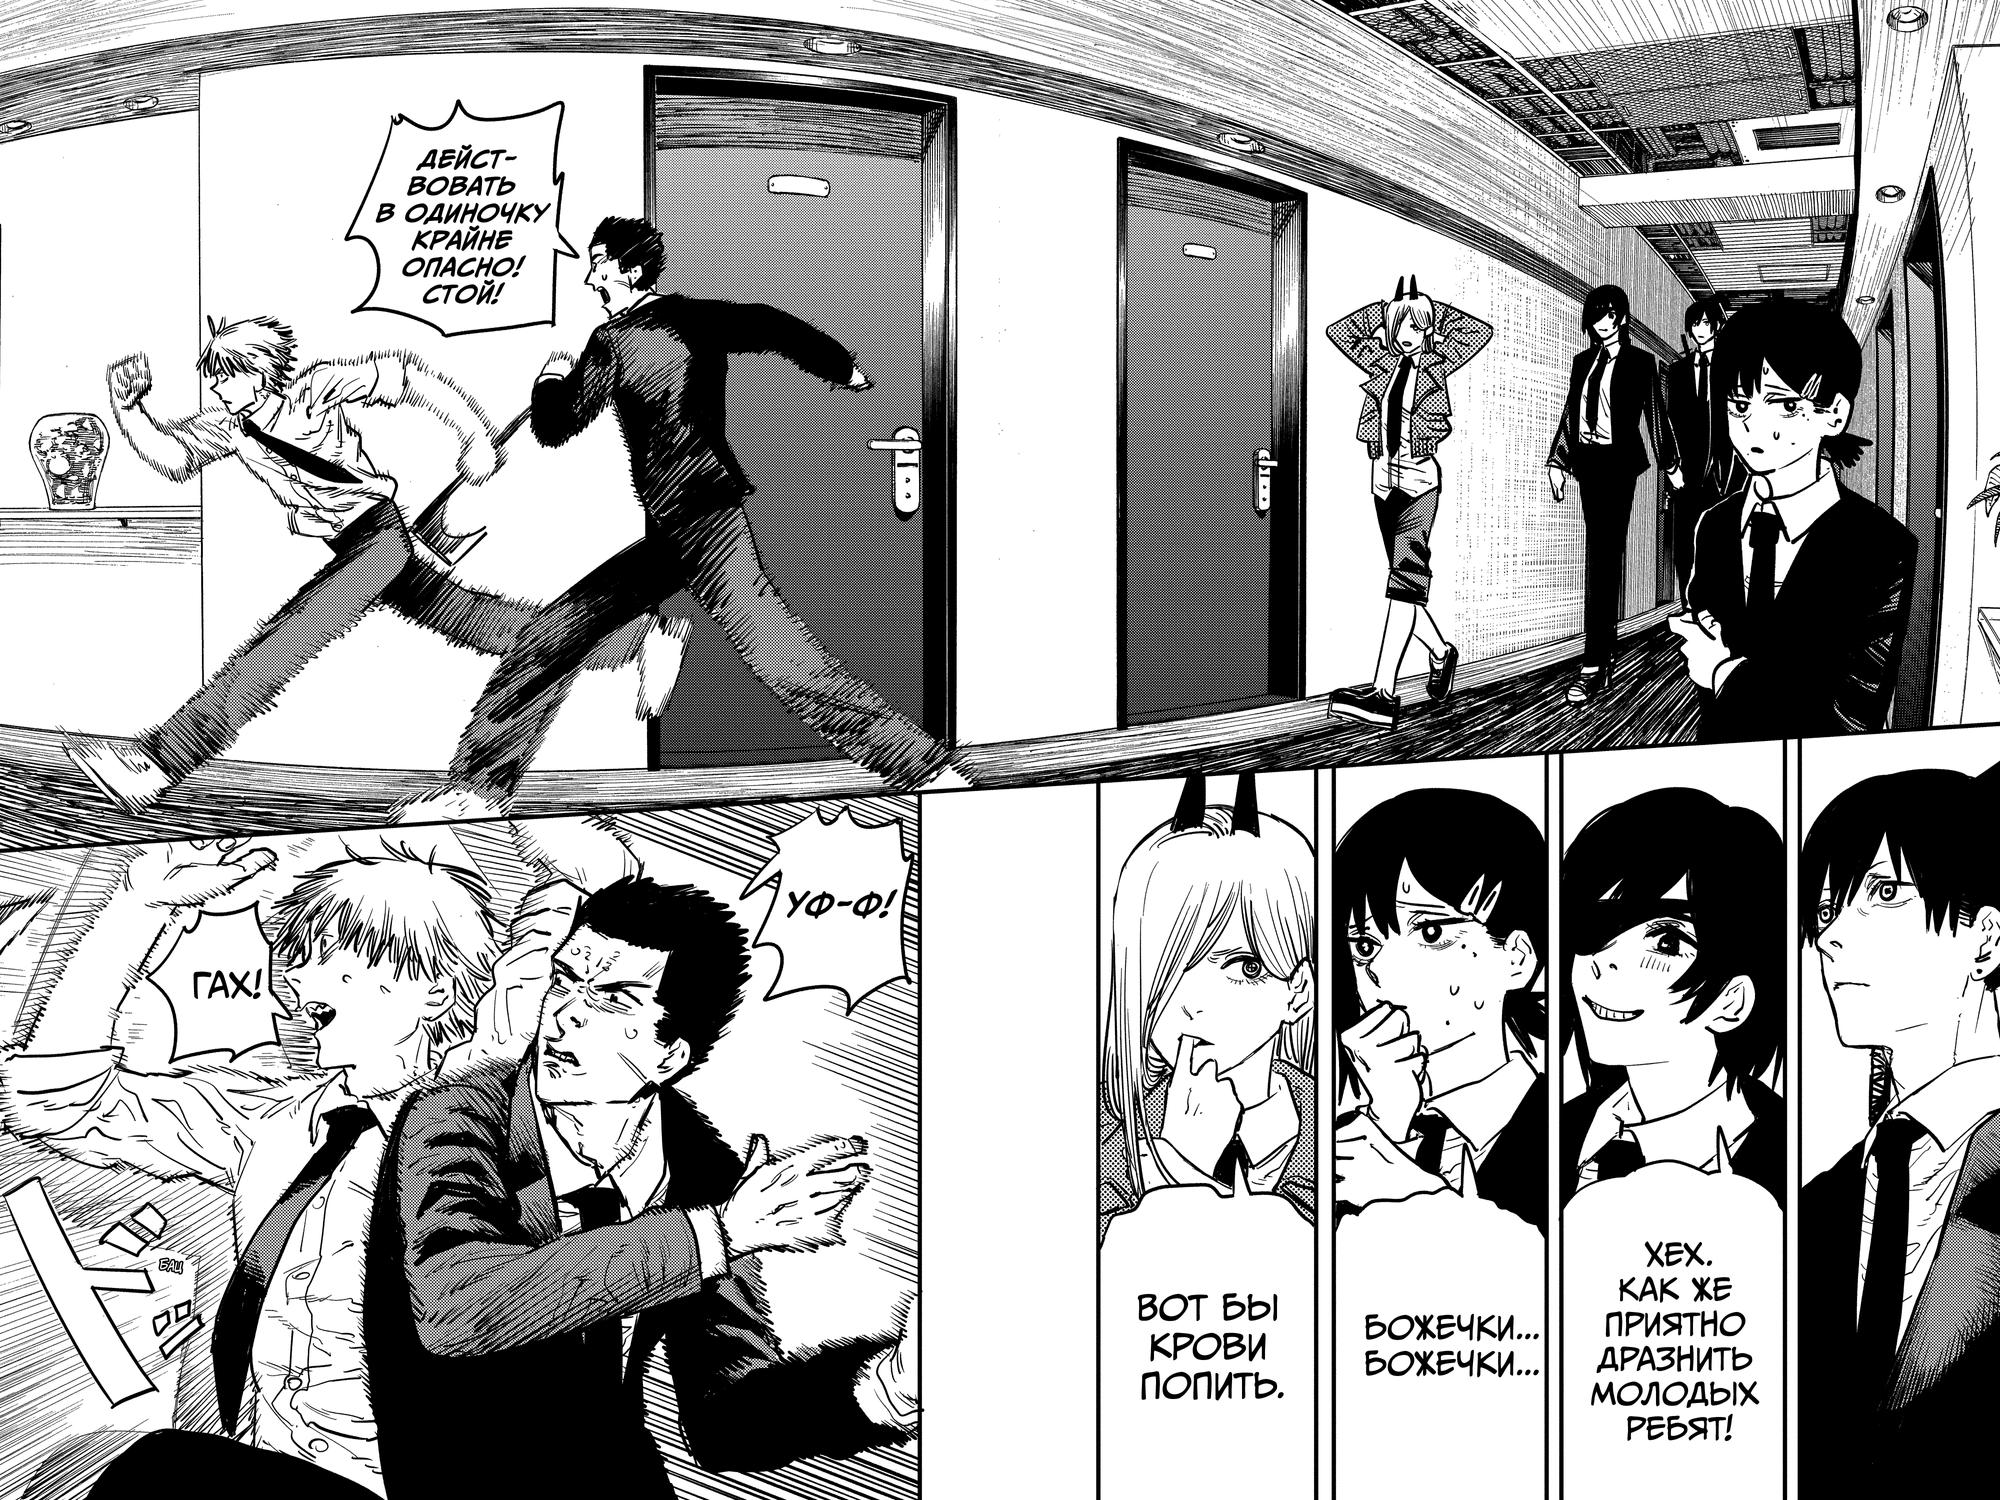 ДЕЙСТ-
ВОВАТЬ
В ОДИНОЧКУ
КРАЙНЕ
ОПАСНО!
СТОЙ!
ХЕХ.
КАК ЖЕ
ПРИЯТНО
ДРАЗНИТЬ
МОЛОДЫХ
РЕБЯТ!
БОЖЕЧКИ...
БОЖЕЧКИ...
ВОТ БЫ
КРОВИ
ПОПИТЬ.
УФ-Ф!
ГАХ!
ド
БАЦ